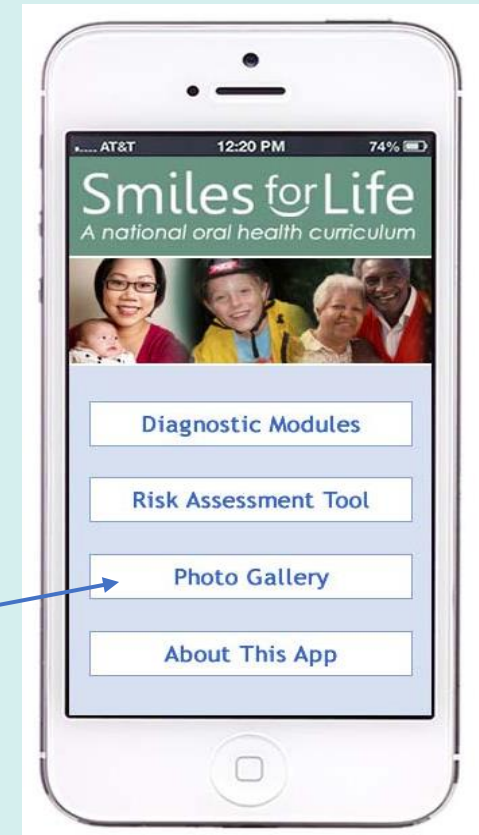 ..... AT&T 12:20 PM 74%
Smiles for Life
A national oral health curriculum
Diagnostic Modules
Risk Assessment Tool
Photo Gallery
About This App